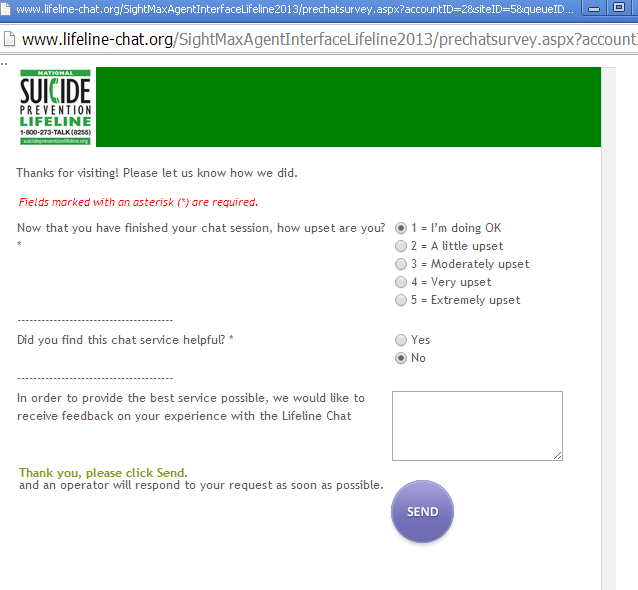 www.lifeline-chat.org/SightMaxAgentInterfaceLifeline2013/prechatsurvey.aspx?accountID=2&siteID=5&queueID...
www.lifeline-chat.org/SightMaxAgentInterfaceLifeline2013/prechatsurvey.aspx?accountI
NATIONAL
SUICIDE
PREVENTION
LIFELINE
1-800-273-TALK (8255)
suicidepreventionlifeline.org
Thanks for visiting! Please let us know how we did.
Fields marked with an asterisk (*) are required.
Now that you have finished your chat session, how upset are you?
*
1 = I'm doing OK
2 = A little upset
3 = Moderately upset
4 = Very upset
5 = Extremely upset
---------------------------------------
Did you find this chat service helpful? *
Yes
No
---------------------------------------
In order to provide the best service possible, we would like to
receive feedback on your experience with the Lifeline Chat
Thank you, please click Send.
and an operator will respond to your request as soon as possible.
SEND